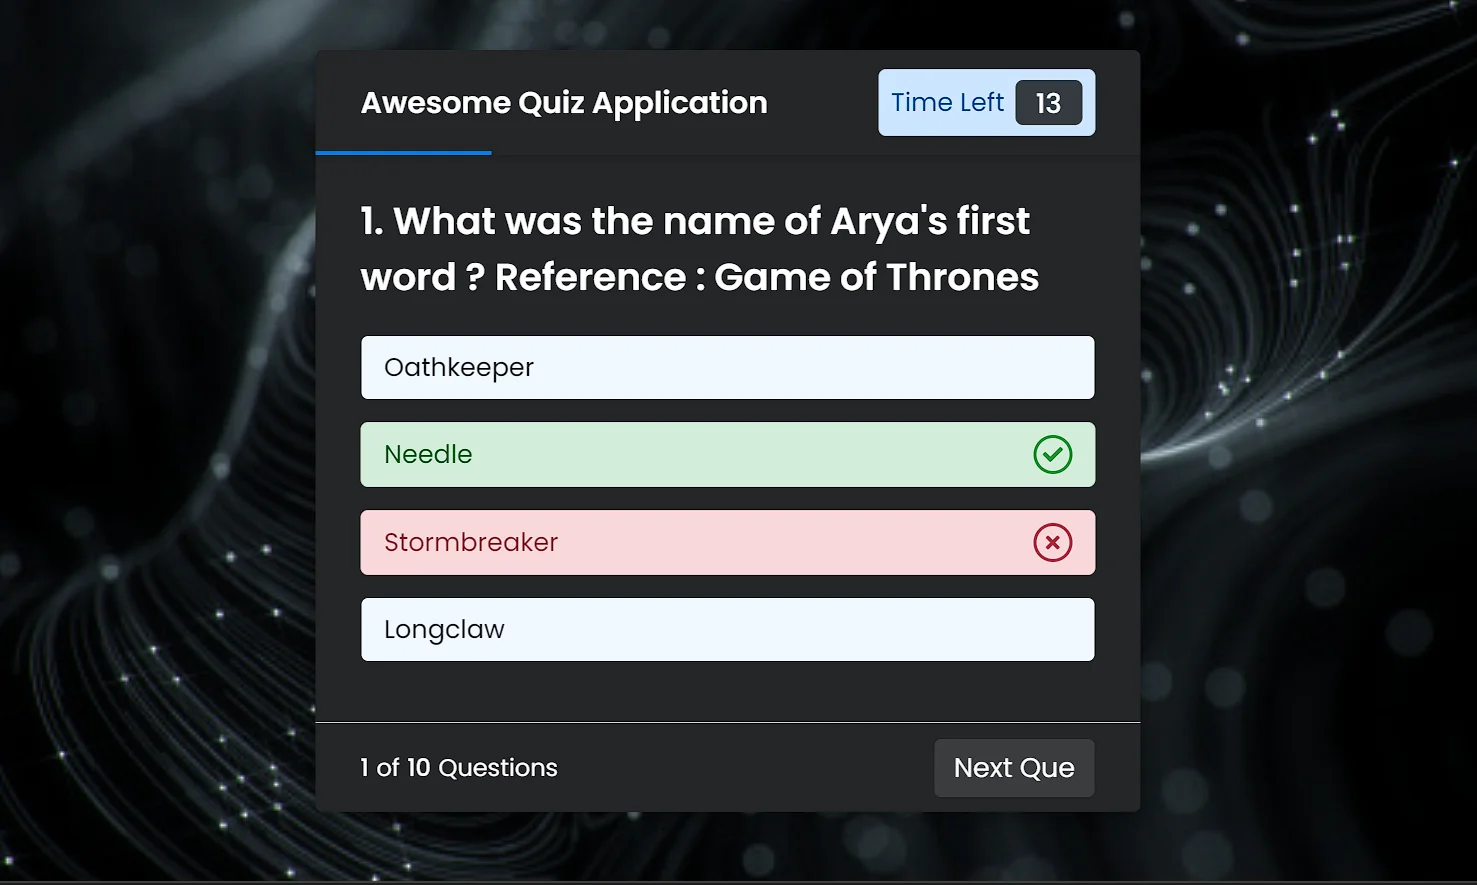 Awesome Quiz Application
Time Left 13
1. What was the name of Arya's first
word ? Reference : Game of Thrones
Oathkeeper
Needle
Stormbreaker
Longclaw
1 of 10 Questions
Next Que